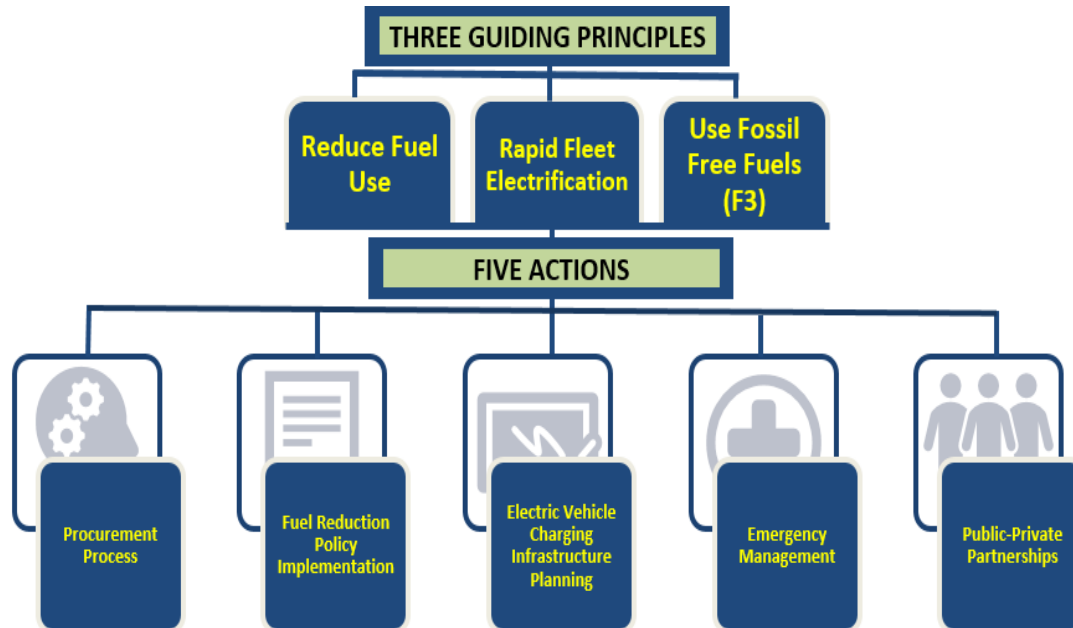 THREE GUIDING PRINCIPLES
Reduce Fuel
Use
Rapid Fleet
Electrification
Use Fossil
Free Fuels
(F3)
FIVE ACTIONS
Procurement
Process
Fuel Reduction
Policy
Implementation
Electric Vehicle
Charging
Infrastructure
Planning
Emergency
Management
Public-Private
Partnerships